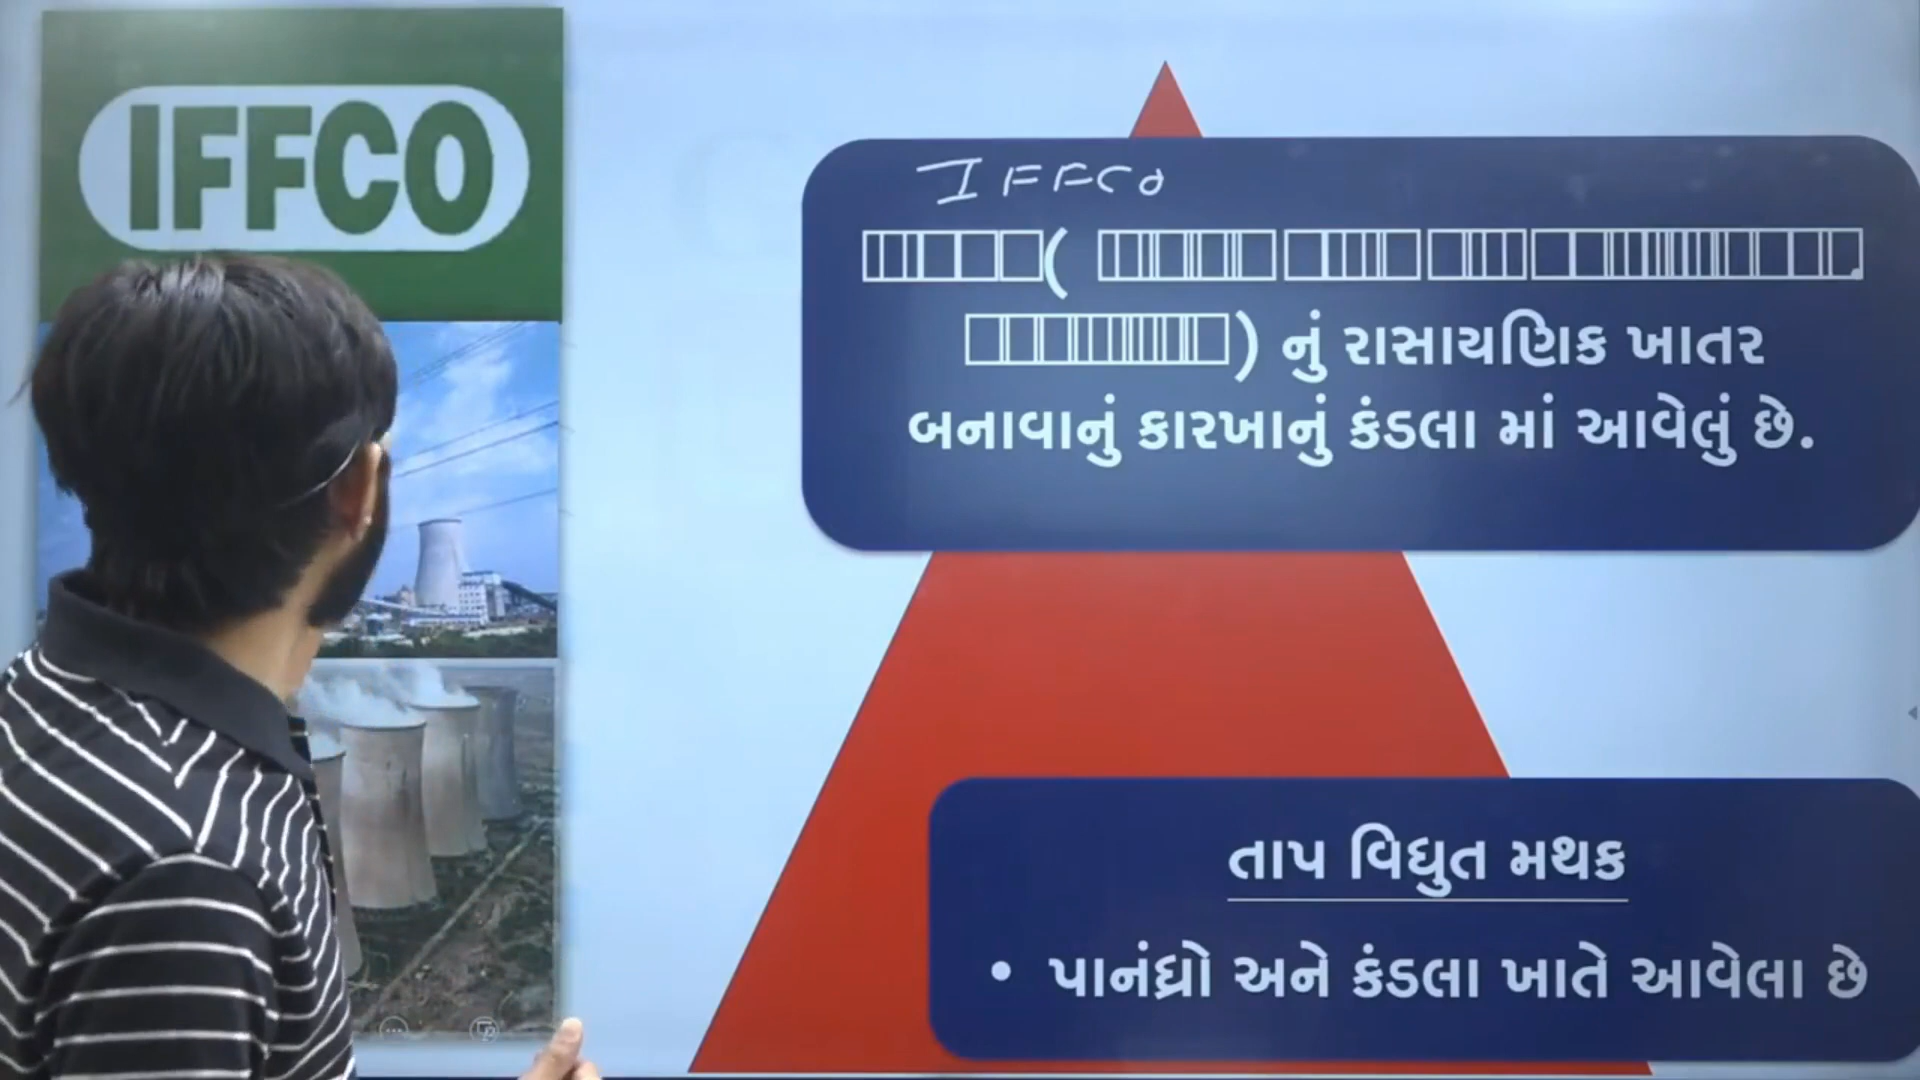 IFFCO
IFFCO
( .
) નું રાસાયણિક ખાતર
બનાવાનું કારખાનું કંડલા માં આવેલું છે.
તાપ વિદ્યુત મથક
• પાનંધ્રો અને કંડલા ખાતે આવેલા છે